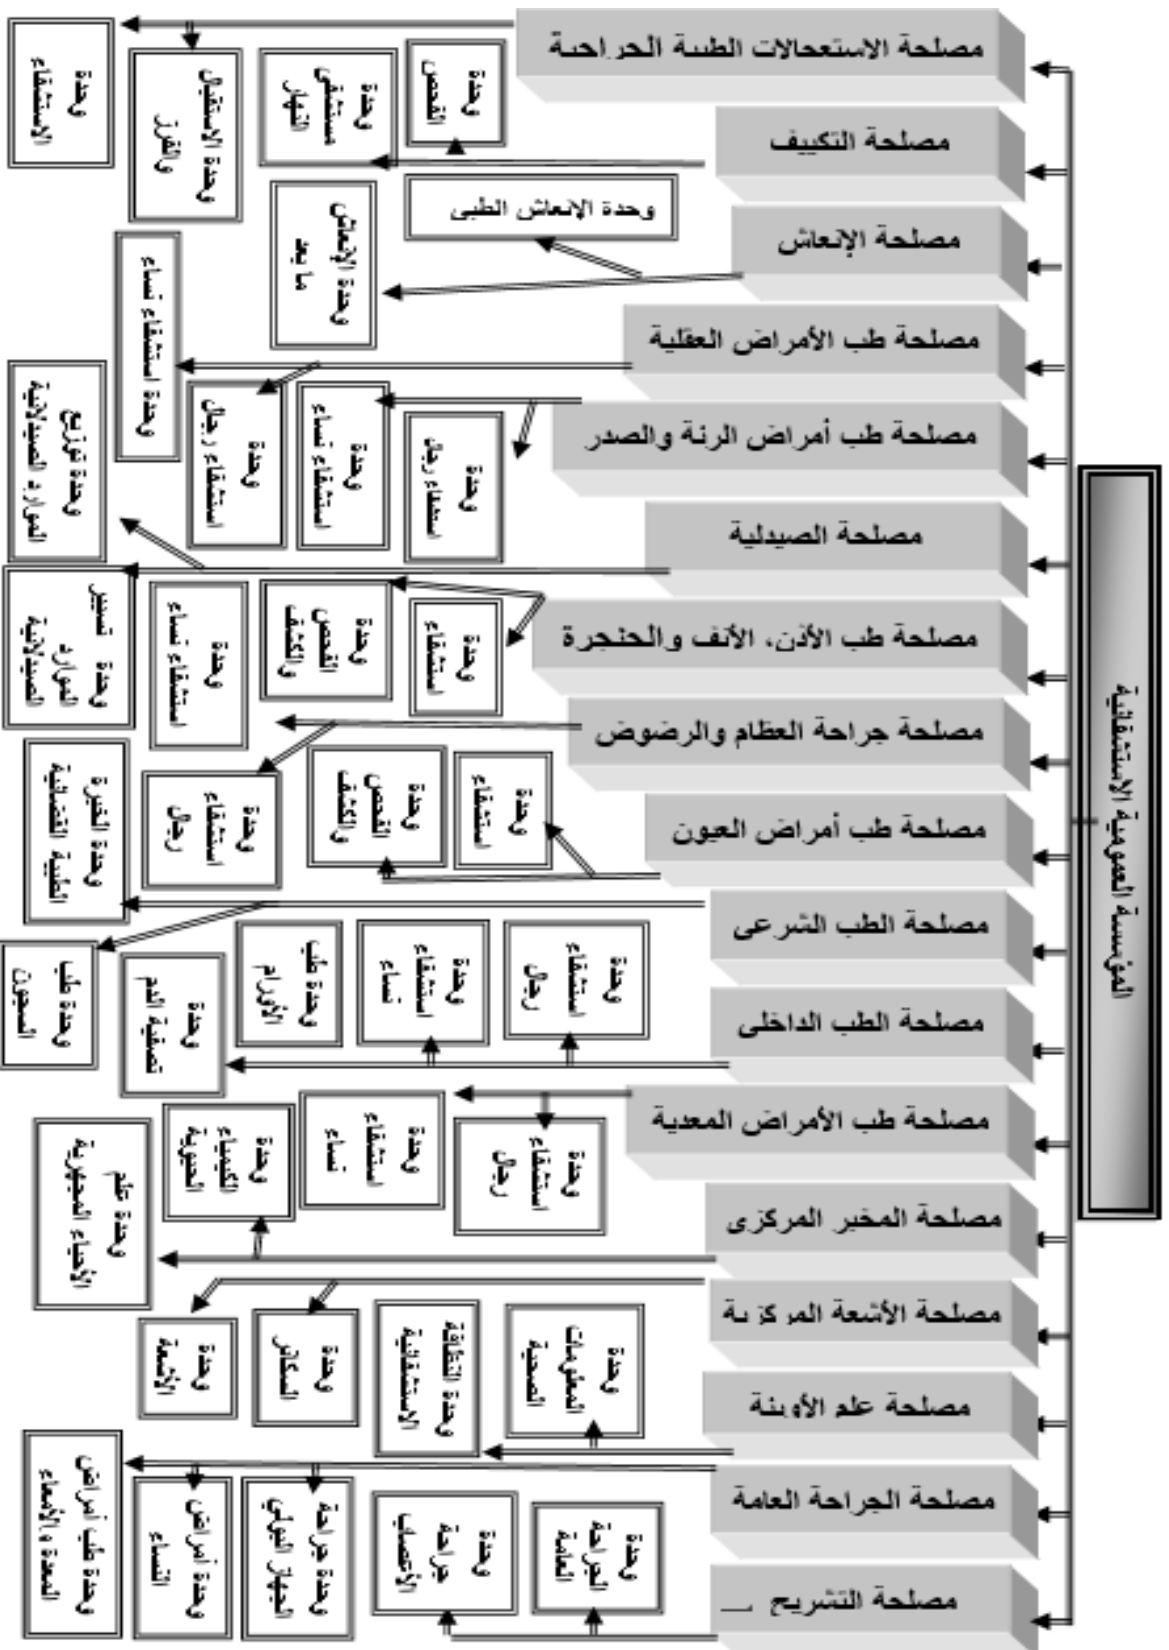 المؤسسة العمومية الاستشفائية
مصلحة الاستعجالات الطبية الجراحية
وحدة
الفحص
وحدة
مستشفى
النهار
وحدة الاستقبال
والفرز
وحدة
الاستشفاء
مصلحة التكييف
مصلحة الإنعاش
وحدة الإنعاش الطبي
وحدة الإنعاش
ما بعد
مصلحة طب الأمراض العقلية
وحدة استشفاء نساء
وحدة
استشفاء رجال
مصلحة طب أمراض الرئة والصدر
وحدة
استشفاء نساء
وحدة
استشفاء رجال
مصلحة الصيدلية
وحدة توزيع
الموارد الصيدلانية
وحدة تسيير
الموارد
الصيدلانية
مصلحة طب الأذن، الأنف والحنجرة
وحدة
استشفاء
وحدة
الفحص
والكشف
مصلحة جراحة العظام والرضوض
وحدة
استشفاء نساء
وحدة
استشفاء
رجال
مصلحة طب أمراض العيون
وحدة
استشفاء
وحدة
الفحص
والكشف
مصلحة الطب الشرعي
وحدة الخبرة
الطبية القضائية
وحدة طب
السجون
مصلحة الطب الداخلي
وحدة
استشفاء
رجال
وحدة
استشفاء
نساء
وحدة طب
الأورام
وحدة
تصفية الدم
مصلحة طب الأمراض المعدية
وحدة
استشفاء
رجال
وحدة
استشفاء
نساء
مصلحة المخبر المركزي
وحدة
الكيمياء
الحيوية
وحدة علم
الأحياء المجهرية
مصلحة الأشعة المركزية
وحدة
السكانر
وحدة
الأشعة
مصلحة علم الأوبئة
وحدة
المعلومات
الصحية
وحدة النظافة
الاستشفائية
مصلحة الجراحة العامة
وحدة جراحة
الجهاز البولي
وحدة أمراض
النساء
وحدة طب أمراض
المعدة والأمعاء
مصلحة التشريح
وحدة
الجراحة
العامة
وحدة
جراحة
الأعصاب